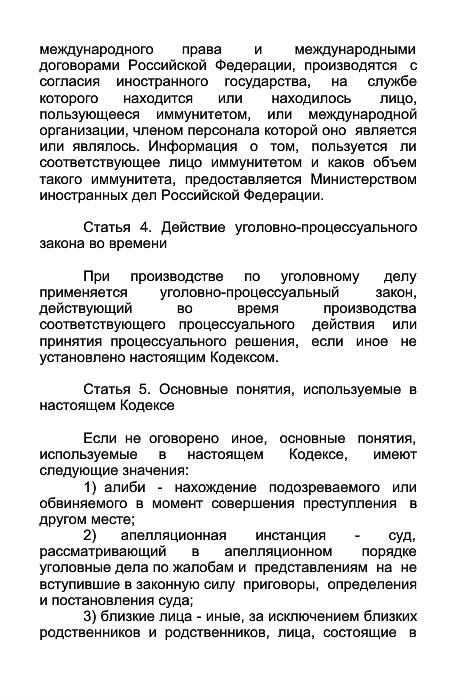 международного права и международными
договорами Российской Федерации, производятся с
согласия иностранного государства, на службе
которого находится или находилось лицо,
пользующееся иммунитетом, или международной
организации, членом персонала которой оно является
или являлось. Информация о том, пользуется ли
соответствующее лицо иммунитетом и каков объем
такого иммунитета, предоставляется Министерством
иностранных дел Российской Федерации.
Статья 4. Действие уголовно-процессуального
закона во времени
При производстве по уголовному делу
применяется уголовно-процессуальный закон,
действующий во время производства
соответствующего процессуального действия или
принятия процессуального решения, если иное не
установлено настоящим Кодексом.
Статья 5. Основные понятия, используемые в
настоящем Кодексе
Если не оговорено иное, основные понятия,
используемые в настоящем Кодексе, имеют
следующие значения:
1) алиби - нахождение подозреваемого или
обвиняемого в момент совершения преступления в
другом месте;
2) апелляционная инстанция - суд,
рассматривающий в апелляционном порядке
уголовные дела по жалобам и представлениям на не
вступившие в законную силу приговоры, определения
и постановления суда;
3) близкие лица - иные, за исключением близких
родственников и родственников, лица, состоящие в